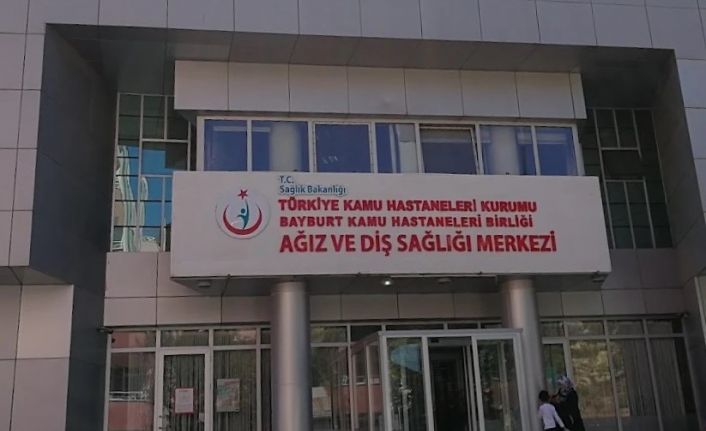 T.C.
Sağlık Bakanlığı
TÜRKİYE KAMU HASTANELERİ KURUMU
BAYBURT KAMU HASTANELERİ BİRLİĞİ
AĞIZ VE DİŞ SAĞLIĞI MERKEZİ